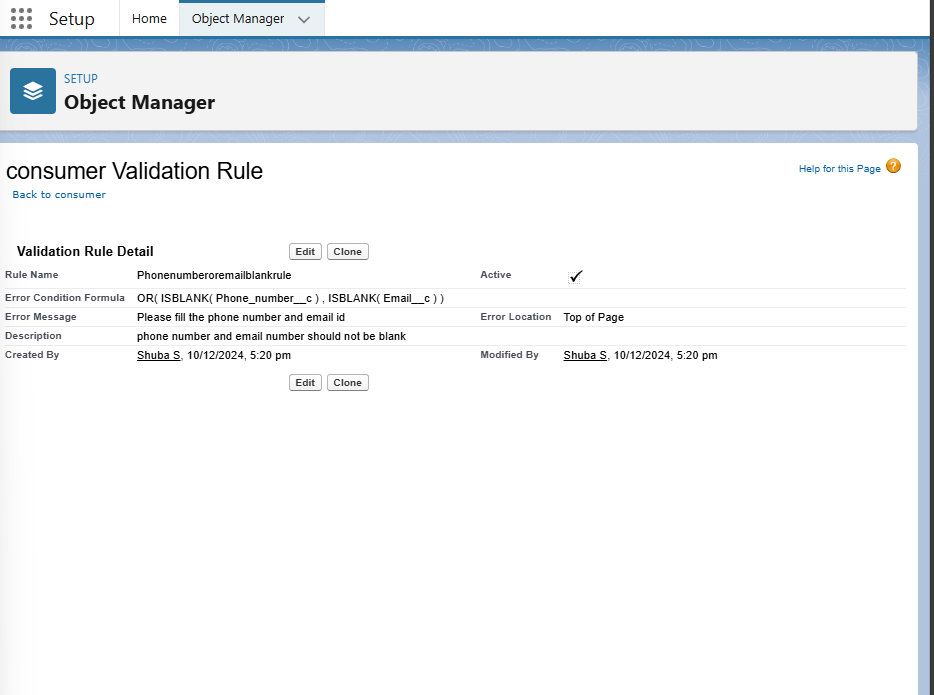 Setup Home Object Manager
SETUP
Object Manager
consumer Validation Rule
Help for this Page ?
Back to consumer
Validation Rule Detail Edit Clone
Rule Name Phonenumberoremailblankrule Active
Error Condition Formula OR( ISBLANK( Phone_number__c ) , ISBLANK( Email__c ) )
Error Message Please fill the phone number and email id Error Location Top of Page
Description phone number and email number should not be blank
Created By Shuba S, 10/12/2024, 5:20 pm Modified By Shuba S, 10/12/2024, 5:20 pm
Edit Clone